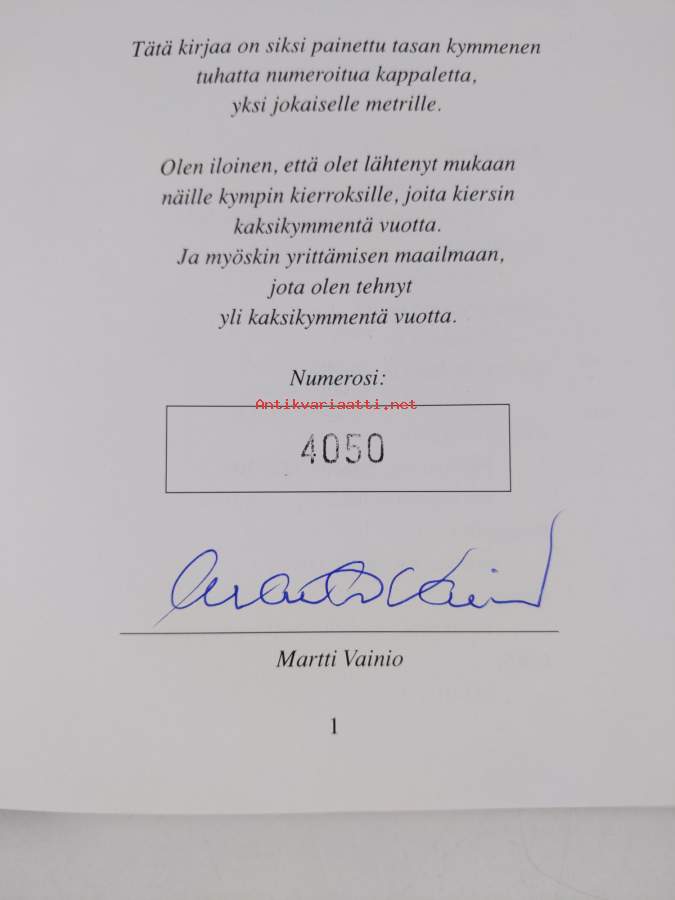 Tätä kirjaa on siksi painettu tasan kymmenen
tuhatta numeroitua kappaletta,
yksi jokaiselle metrille.
Olen iloinen, että olet lähtenyt mukaan
näille kympin kierroksille, joita kiersin
kaksikymmentä vuotta.
Ja myöskin yrittämisen maailmaan,
jota olen tehnyt
yli kaksikymmentä vuotta.
Numerosi:
Antikvariaatti.net
4050
Martti Vainio
Martti Vainio
1